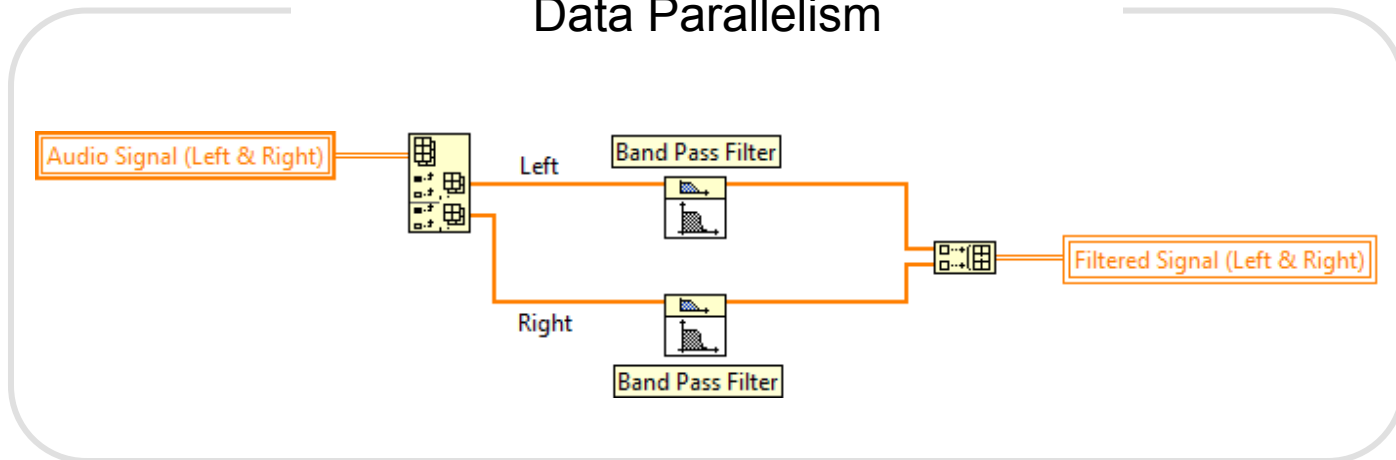 Data Parallelism
Audio Signal (Left & Right)
Left
Band Pass Filter
Filtered Signal (Left & Right)
Right
Band Pass Filter